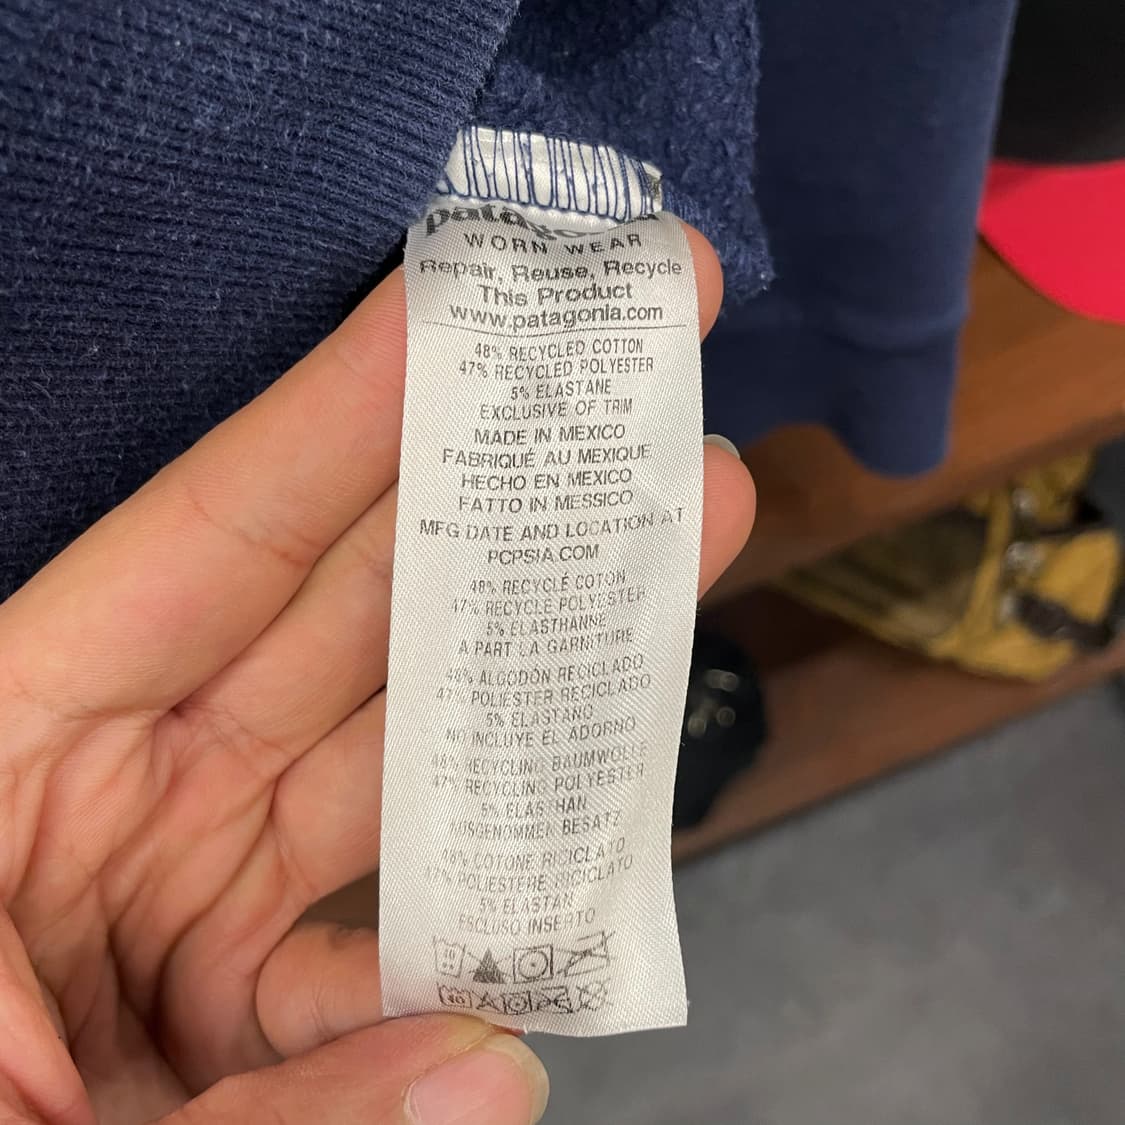 patagonia
WORN WEAR
Repair, Reuse, Recycle
This Product
www.patagonia.com
48% RECYCLED COTTON
47% RECYCLED POLYESTER
5% ELASTANE
EXCLUSIVE OF TRIM
MADE IN MEXICO
FABRIQUÉ AU MEXIQUE
HECHO EN MEXICO
FATTO IN MESSICO
MFG DATE AND LOCATION AT
PCPSIA.COM
48% RECYCLÉ COTON
47% RECYCLÉ POLYESTER
5% ELASTHANNE
A PART LA GARNITURE
48% ALGODÓN RECICLADO
47% POLIESTER RECICLADO
5% ELASTANO
NO INCLUYE EL ADORNO
48% RECYCLING BAUMWOLLE
47% RECYCLING POLYESTER
5% ELASTHAN
AUSGENOMMEN BESATZ
48% COTONE RICICLATO
47% POLIESTERE RICICLATO
5% ELASTAN
ESCLUSO INSERTO
40